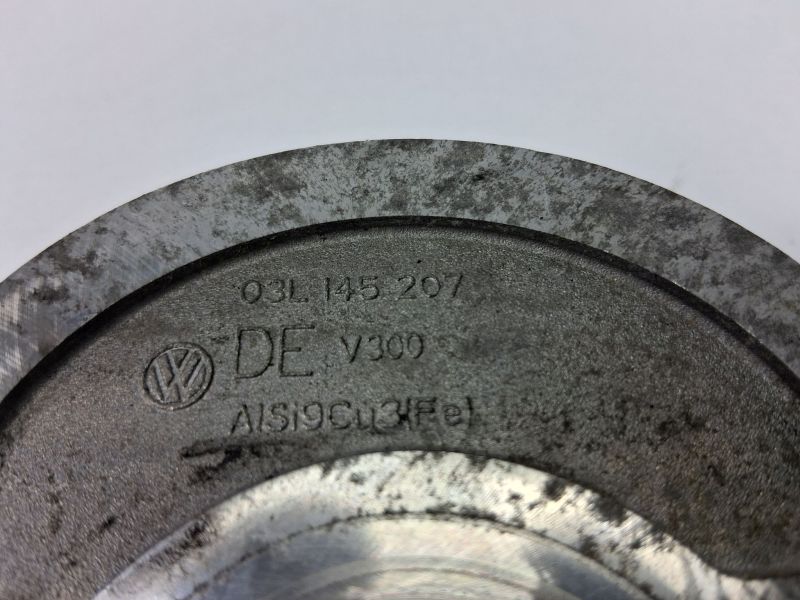 03L 145 207
DE V300
AlSi9Cu3(Fe)